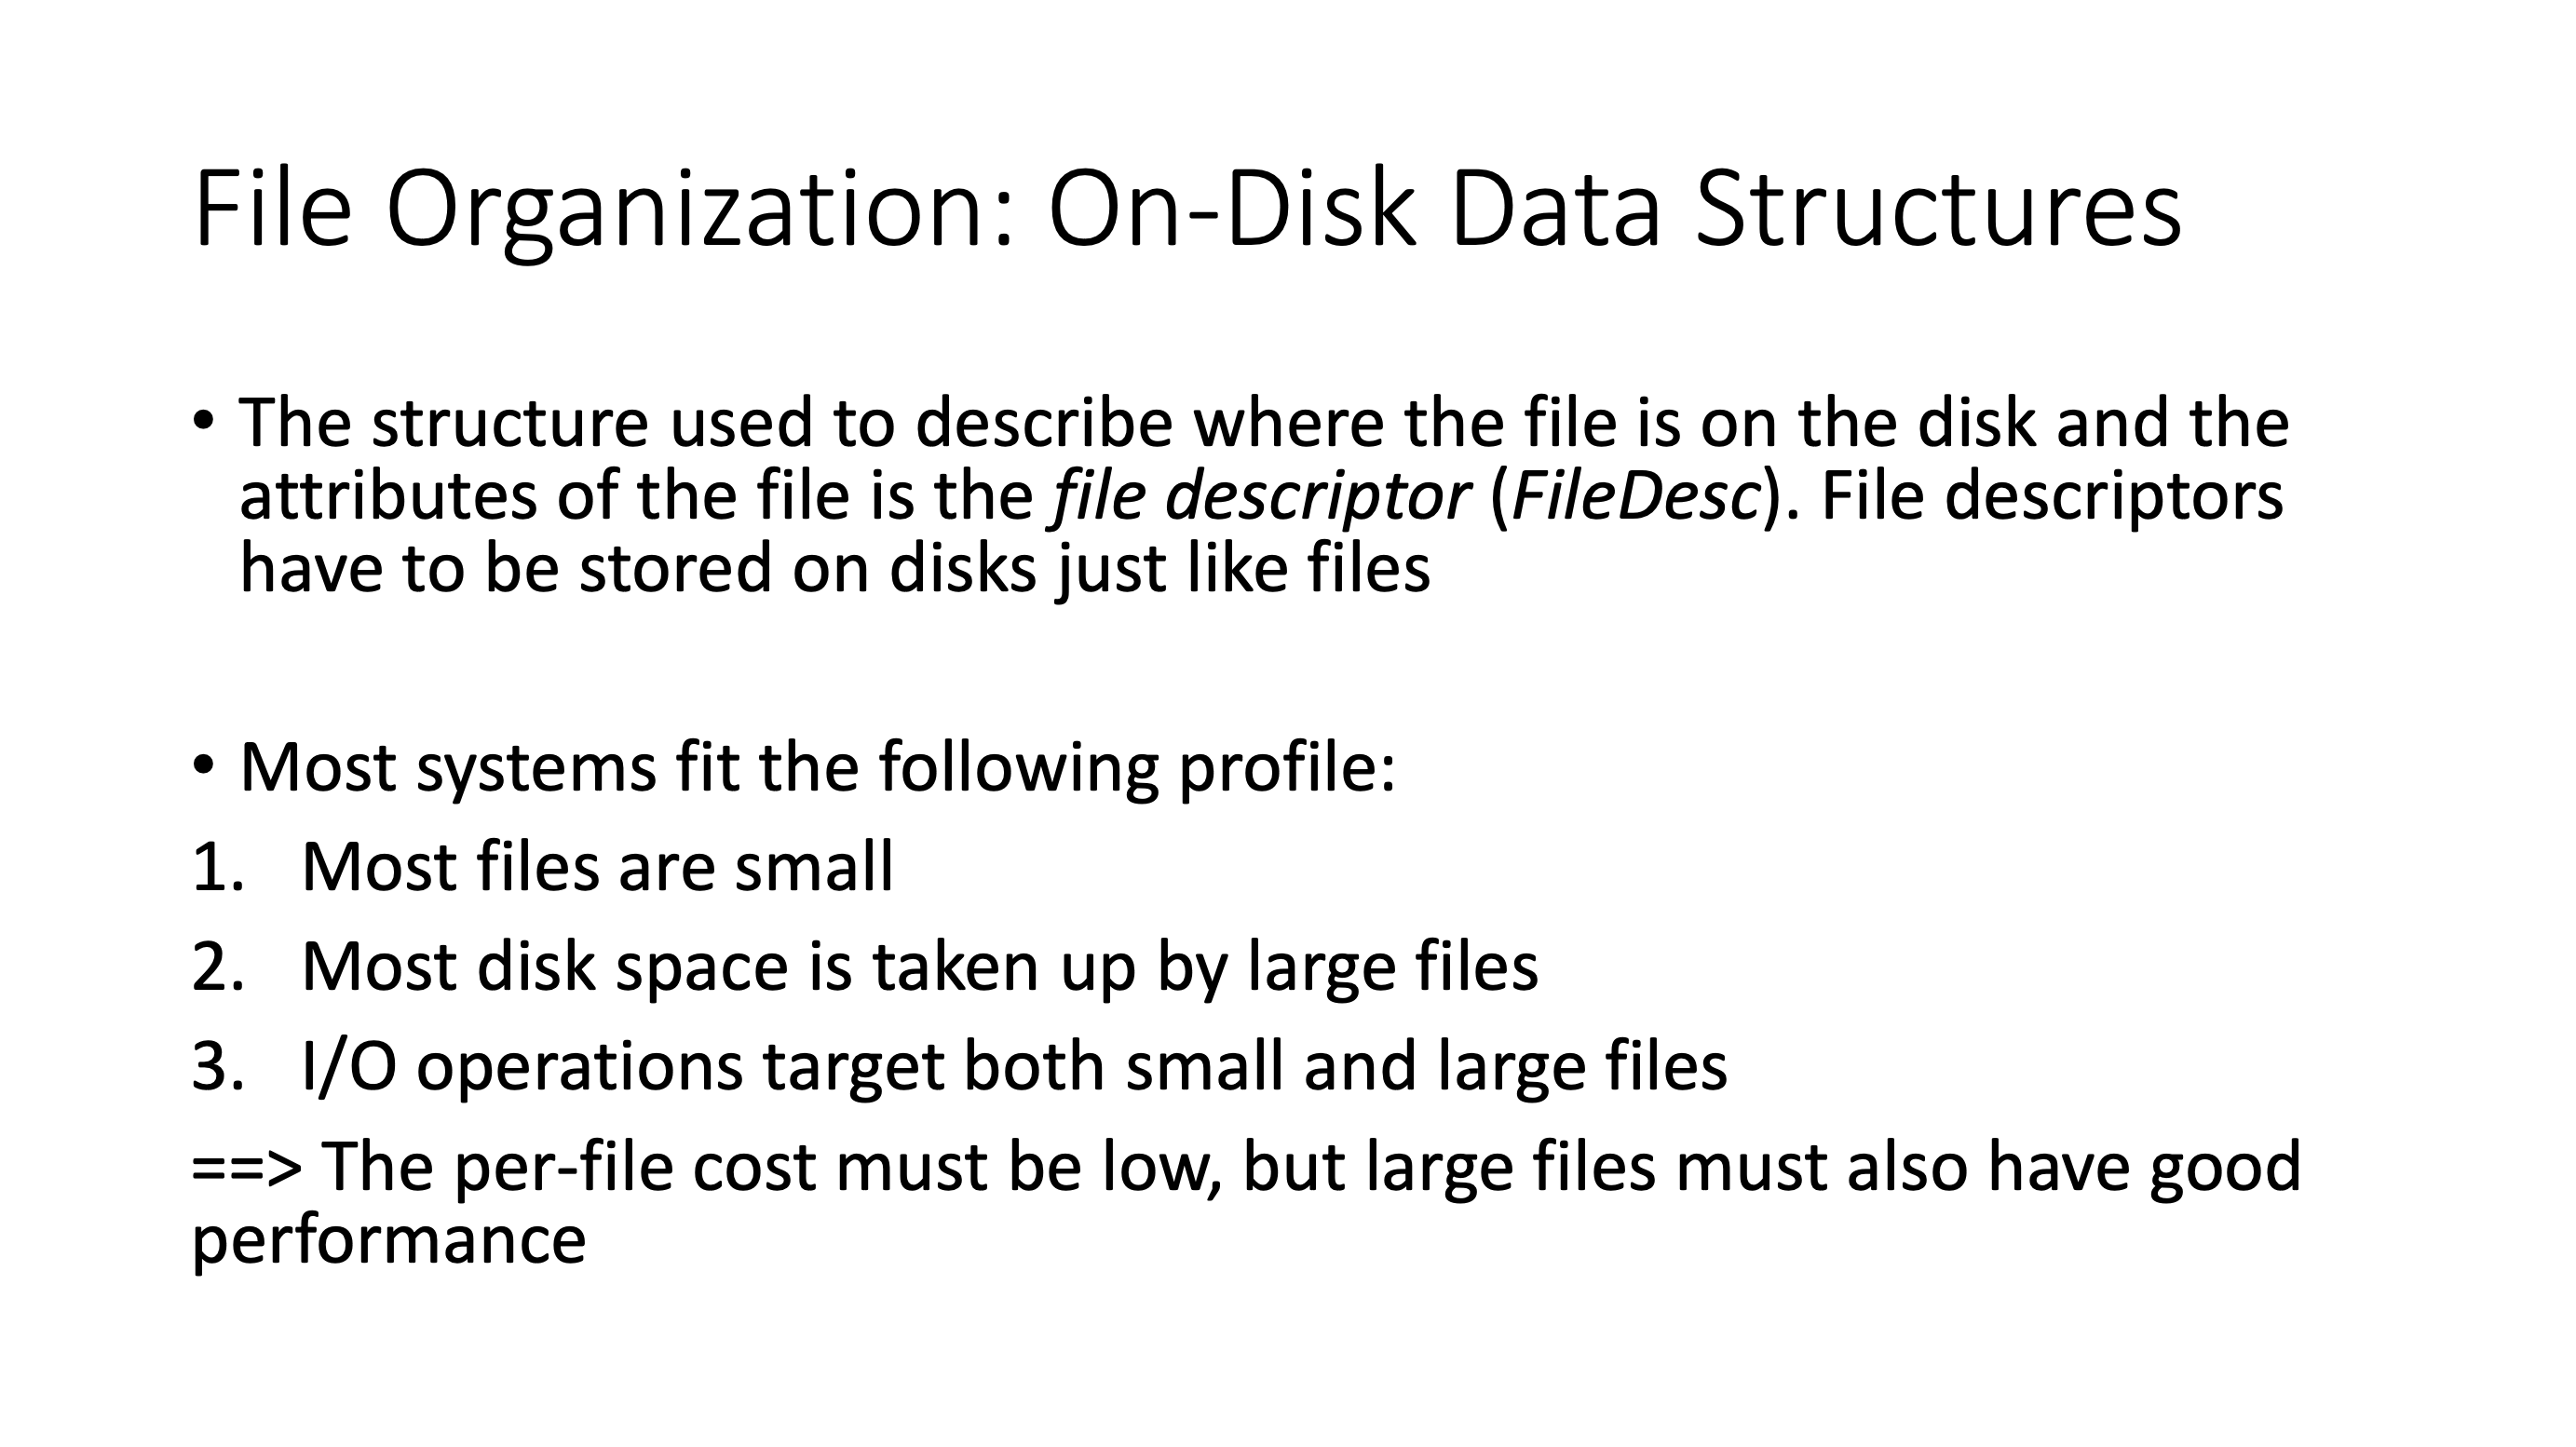 File Organization: On-Disk Data Structures
• The structure used to describe where the file is on the disk and the
attributes of the file is the file descriptor (FileDesc). File descriptors
have to be stored on disks just like files
• Most systems fit the following profile:
1. Most files are small
2. Most disk space is taken up by large files
3. I/O operations target both small and large files
==> The per-file cost must be low, but large files must also have good
performance